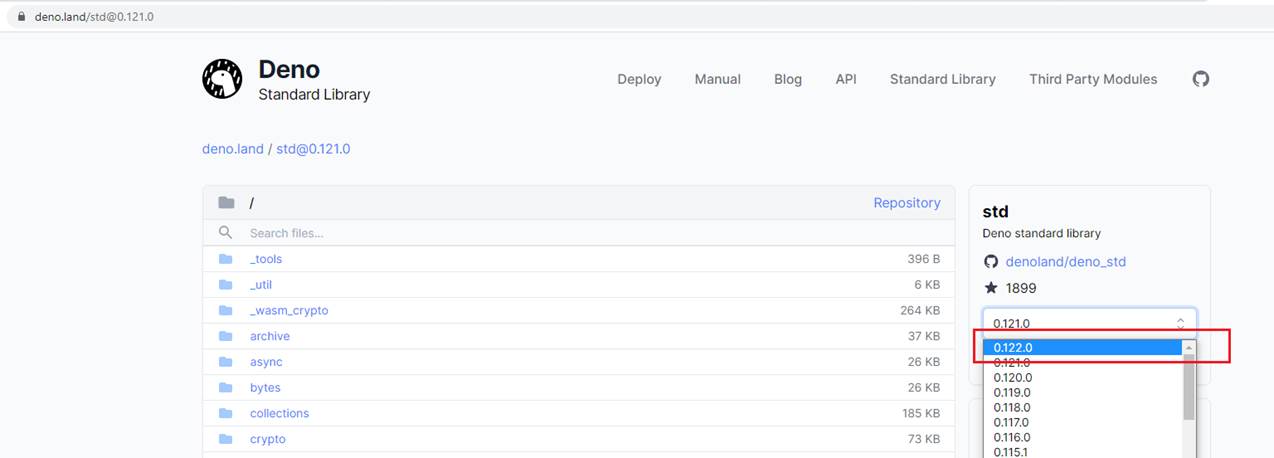 deno.land/std@0.121.0
Deno
Standard Library
Deploy Manual Blog API Standard Library Third Party Modules
deno.land / std@0.121.0
/ Repository
Search files...
_tools 396 B
_util 6 KB
_wasm_crypto 264 KB
archive 37 KB
async 26 KB
bytes 26 KB
collections 185 KB
crypto 73 KB
std
Deno standard library
denoland/deno_std
1899
0.121.0
0.122.0
0.121.0
0.120.0
0.119.0
0.118.0
0.117.0
0.116.0
0.115.1